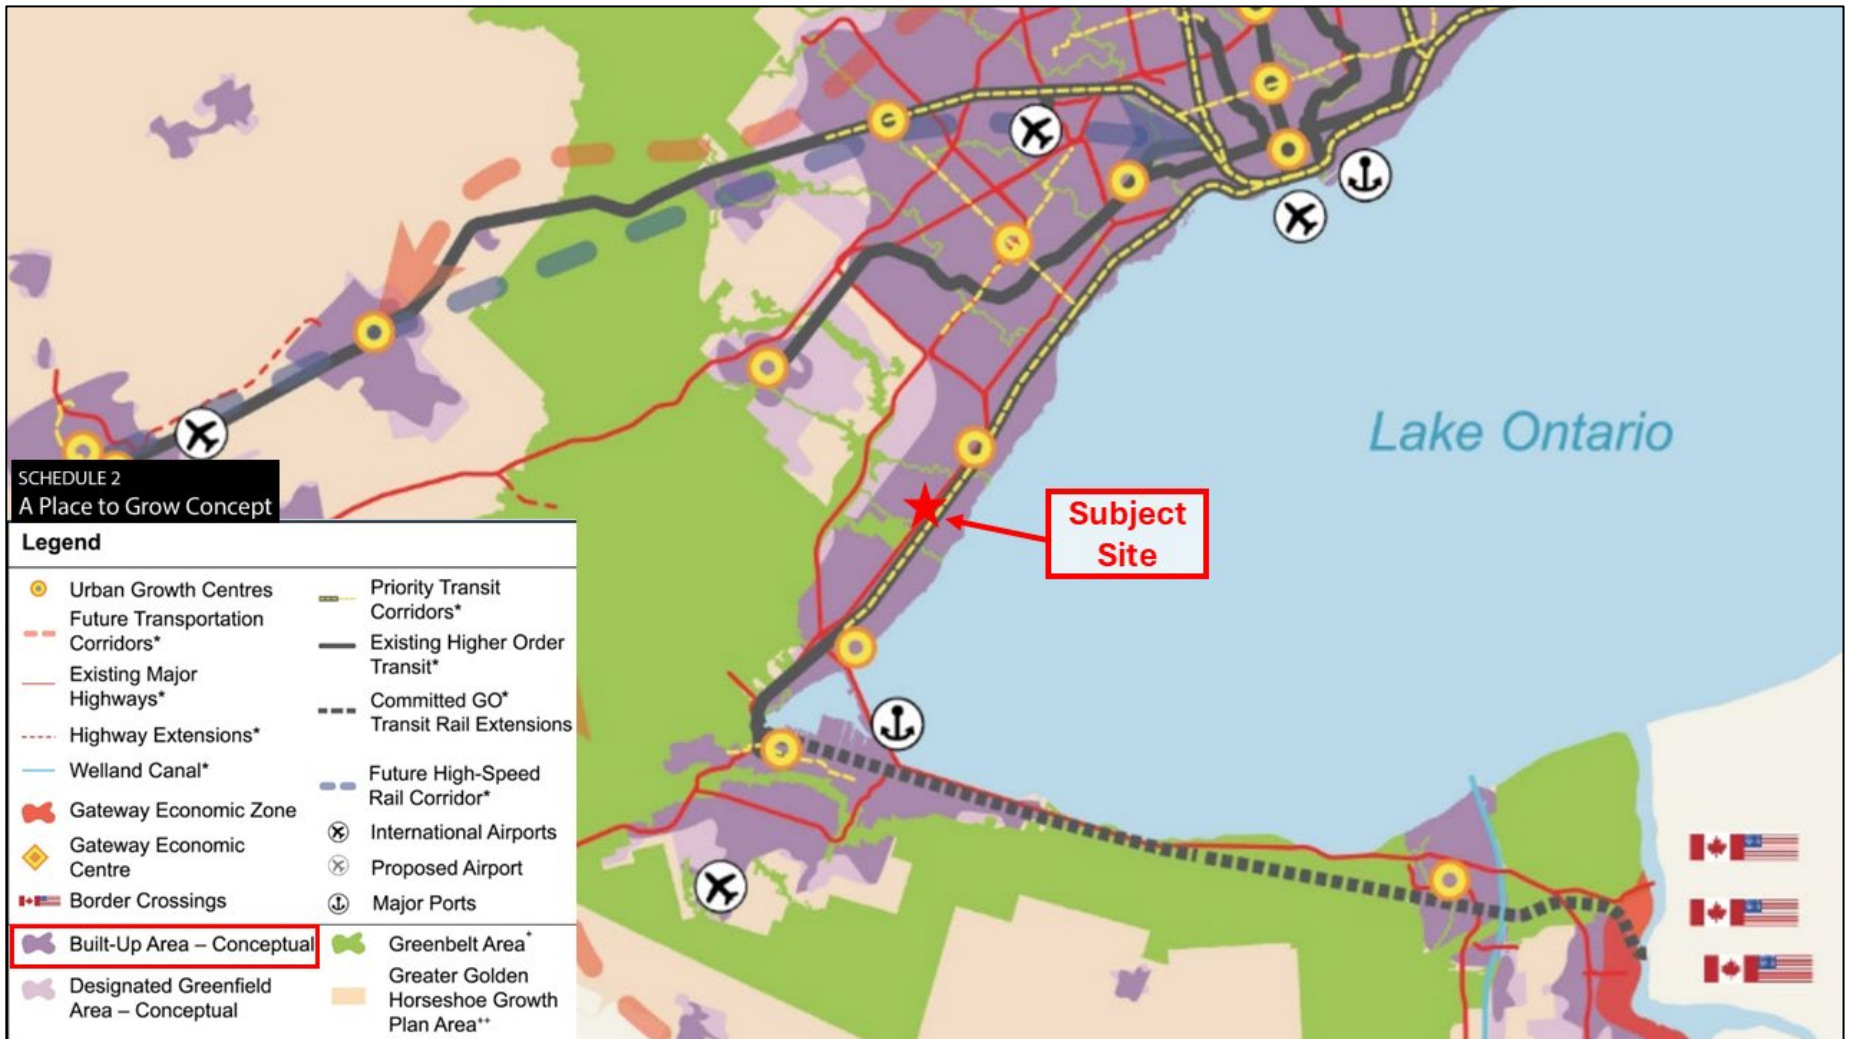 Lake Ontario
Subject
Site
SCHEDULE 2
A Place to Grow Concept
Legend
Urban Growth Centres
Future Transportation
Corridors*
Existing Major
Highways*
Highway Extensions*
Welland Canal*
Gateway Economic Zone
Gateway Economic
Centre
Border Crossings
Built-Up Area – Conceptual
Designated Greenfield
Area – Conceptual
Priority Transit
Corridors*
Existing Higher Order
Transit*
Committed GO*
Transit Rail Extensions
Future High-Speed
Rail Corridor*
International Airports
Proposed Airport
Major Ports
Greenbelt Area+
Greater Golden
Horseshoe Growth
Plan Area++